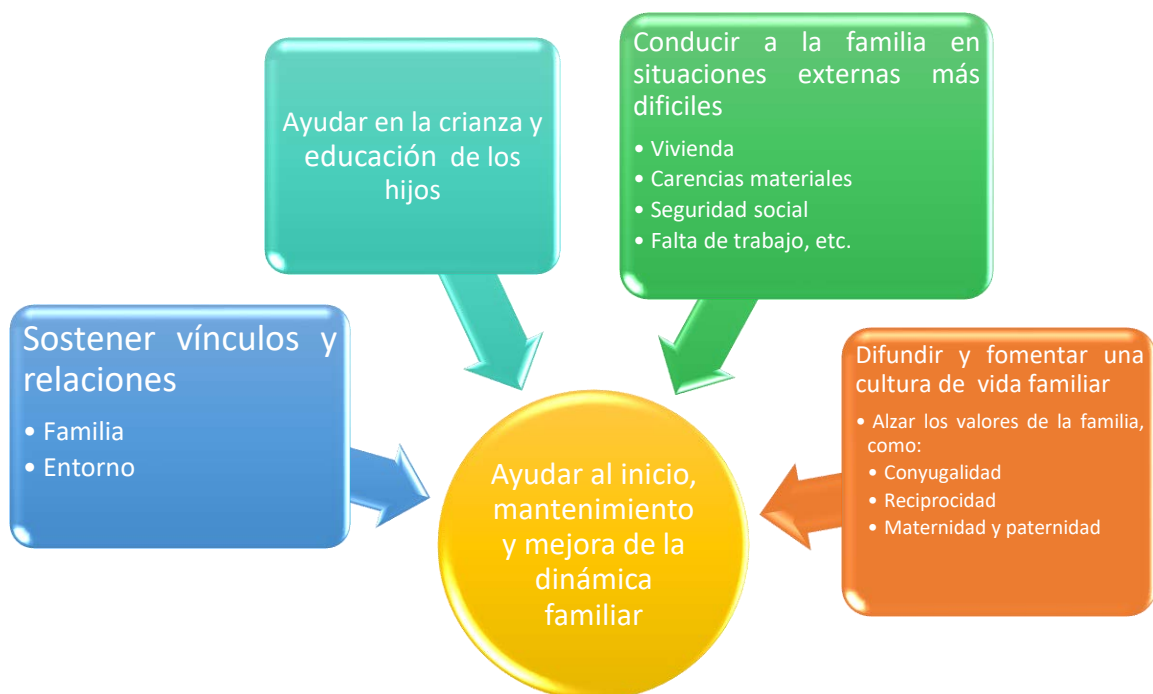 Sostener vínculos y
relaciones
• Familia
• Entorno
Ayudar en la crianza y
educación de los
hijos
Conducir a la familia en
situaciones externas más
dificiles
• Vivienda
• Carencias materiales
• Seguridad social
• Falta de trabajo, etc.
Difundir y fomentar una
cultura de vida familiar
• Alzar los valores de la familia,
como:
• Conyugalidad
• Reciprocidad
• Maternidad y paternidad
Ayudar al inicio,
mantenimiento
y mejora de la
dinámica
familiar